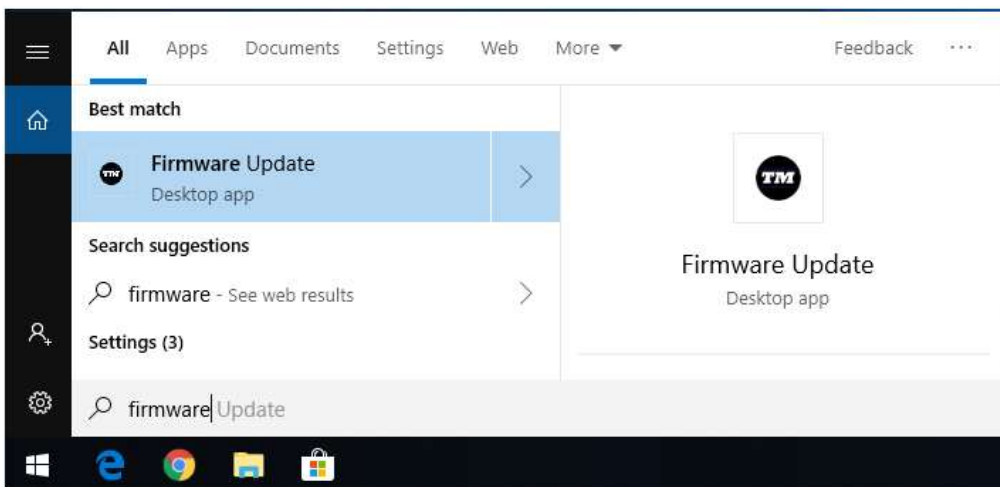 All Apps Documents Settings Web More Feedback ...
Best match
Firmware Update
Desktop app
TM
TM
Firmware Update
Desktop app
Search suggestions
firmware - See web results
Settings (3)
firmware Update